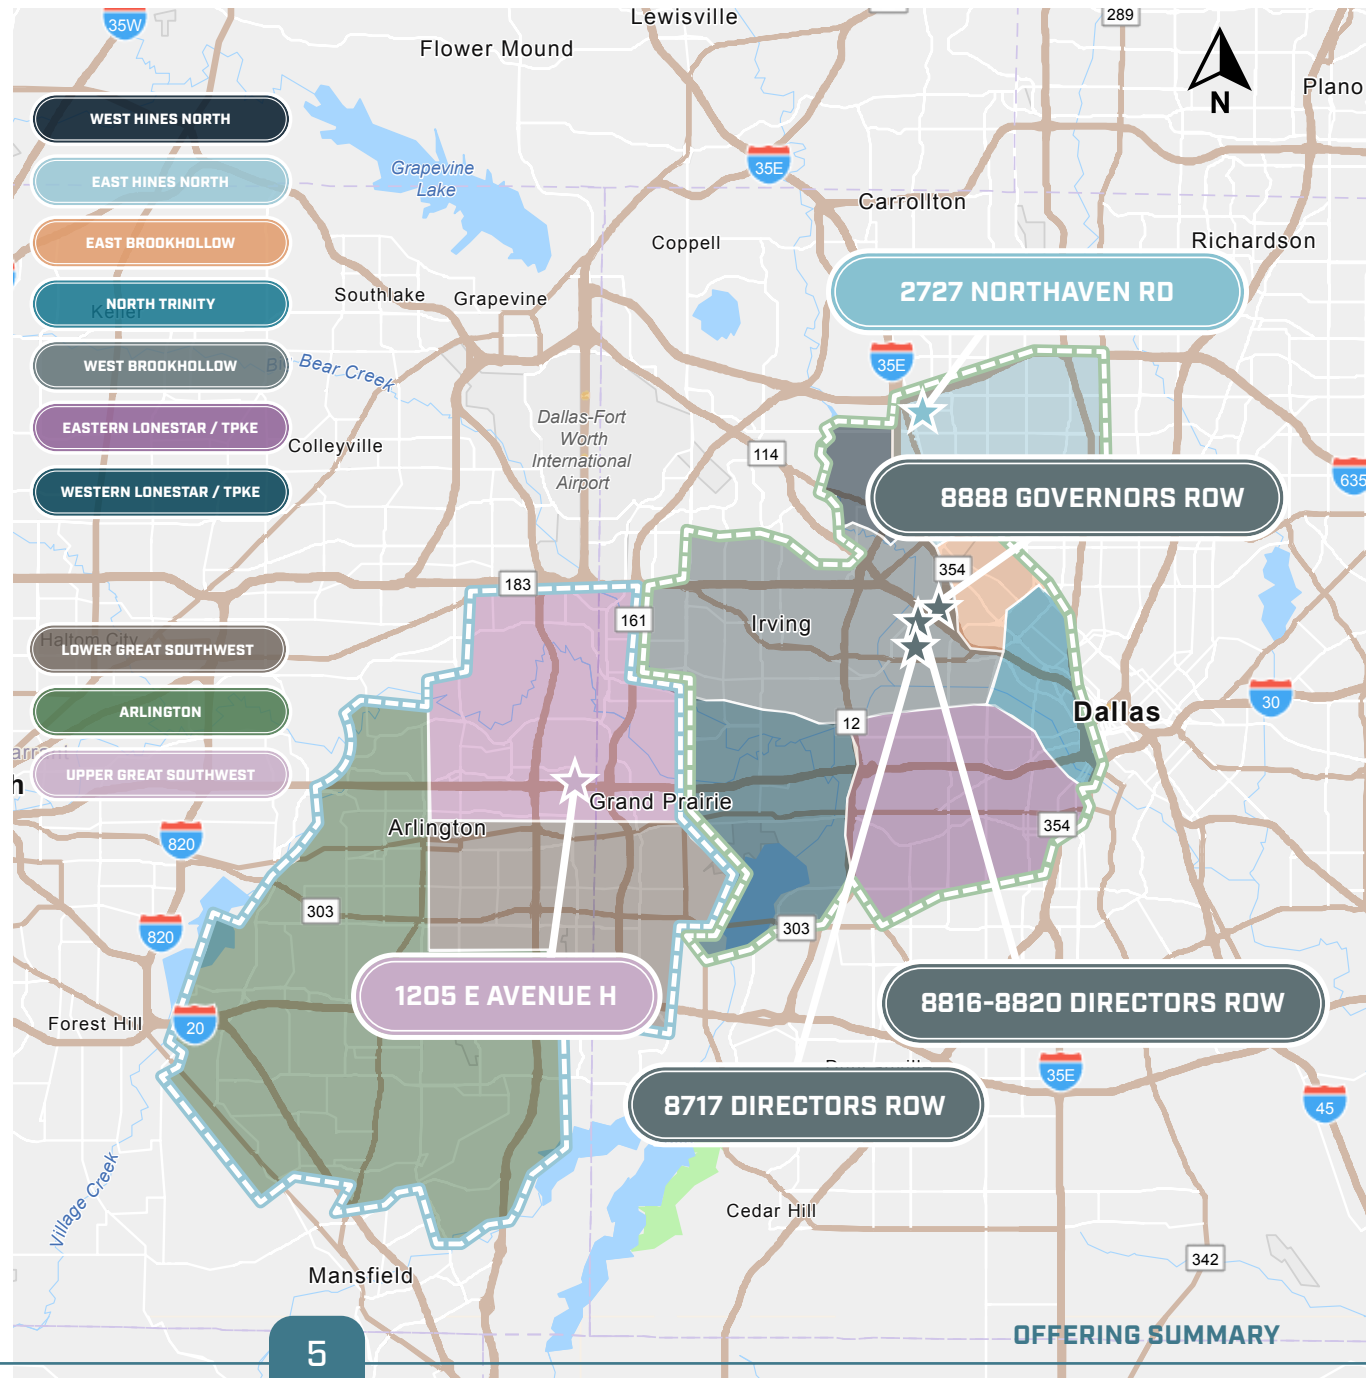 Lewisville
35W
289
Flower Mound
N
Plano
WEST HINES NORTH
35E
Grapevine
Lake
EAST HINES NORTH
Carrollton
EAST BROOKHOLLOW
Coppell
Richardson
Southlake
Grapevine
2727 NORTHAVEN RD
NORTH TRINITY
Keller
35E
WEST BROOKHOLLOW
Bear Creek
Dallas-Fort
Worth
International
Airport
EASTERN LONESTAR / TPKE
Colleyville
114
635
WESTERN LONESTAR / TPKE
8888 GOVERNORS ROW
354
183
161
Irving
Haltom City
LOWER GREAT SOUTHWEST
30
ARLINGTON
Dallas
12
UPPER GREAT SOUTHWEST
h
Grand Prairie
Arlington
354
820
303
303
820
1205 E AVENUE H
8816-8820 DIRECTORS ROW
Forest Hill
20
35E
8717 DIRECTORS ROW
45
Village Creek
Cedar Hill
342
Mansfield
OFFERING SUMMARY
5